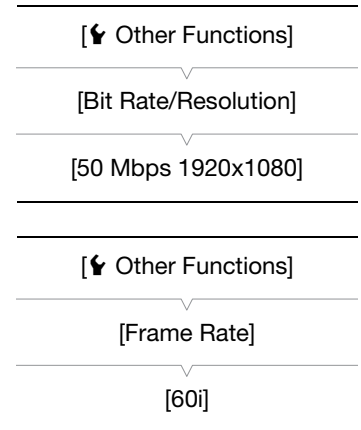 [ Other Functions]
[Bit Rate/Resolution]
[50 Mbps 1920x1080]
[ Other Functions]
[Frame Rate]
[60i]